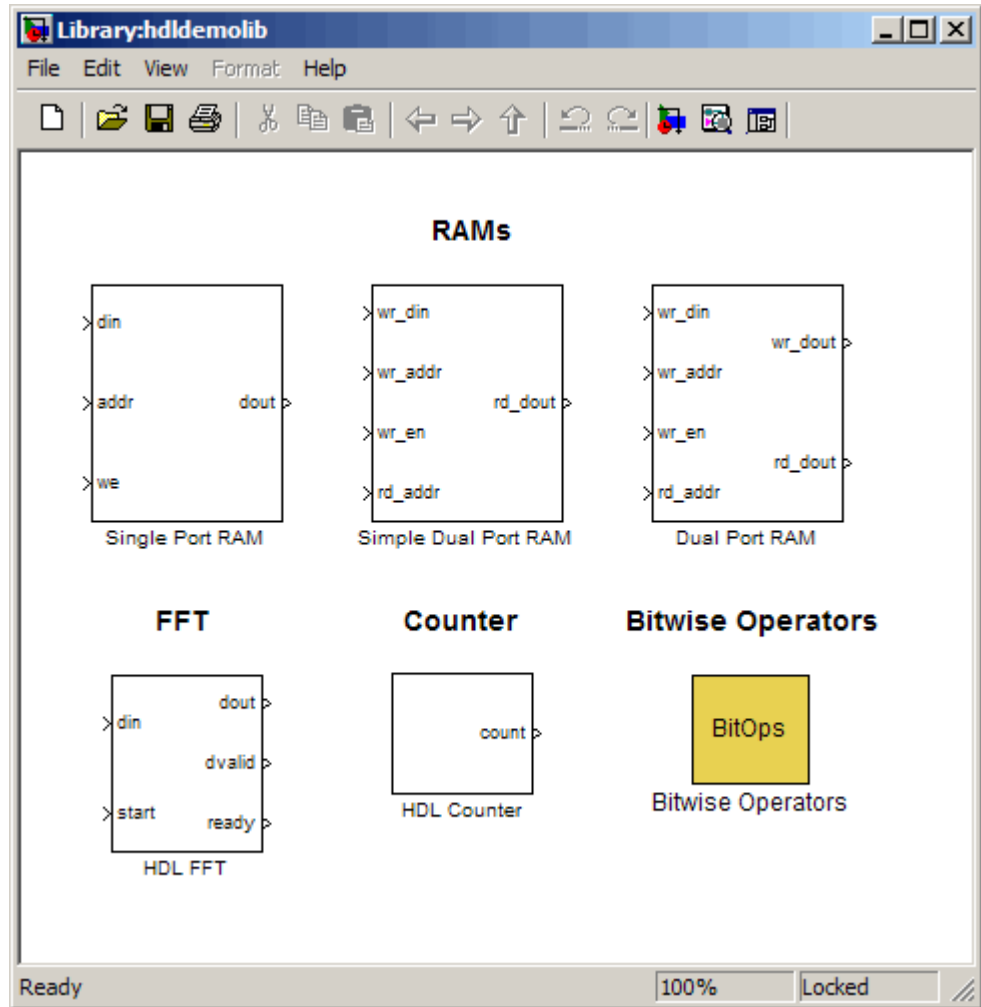 Library:hdldemolib
File Edit View Format Help
RAMs
din
addr
we
dout
Single Port RAM
wr_din
wr_addr
wr_en
rd_addr
rd_dout
Simple Dual Port RAM
wr_din
wr_addr
wr_en
rd_addr
wr_dout
rd_dout
Dual Port RAM
FFT
din
start
dout
dvalid
ready
HDL FFT
Counter
count
HDL Counter
Bitwise Operators
BitOps
Bitwise Operators
Ready 100% Locked